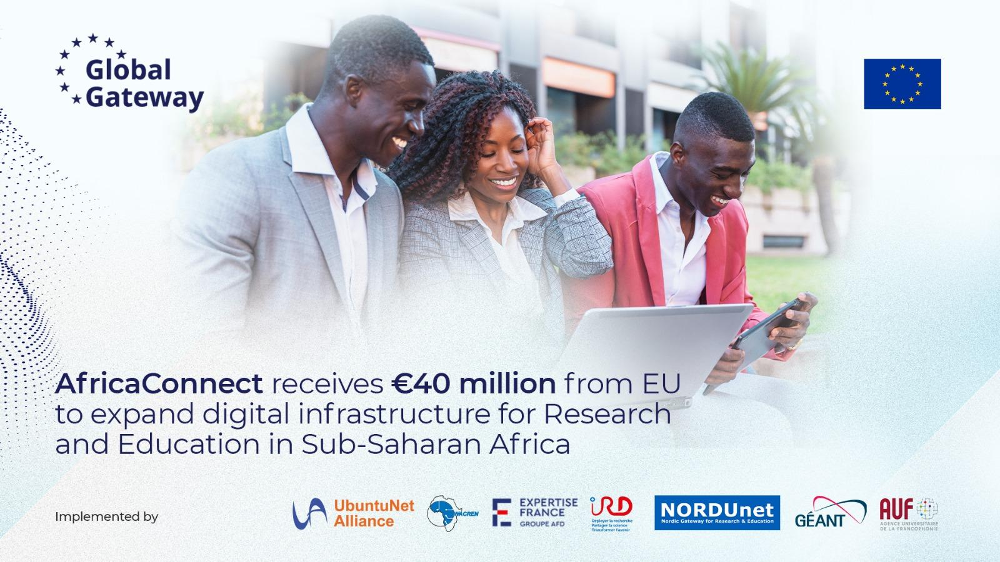 Global
Gateway
AfricaConnect receives €40 million from EU
to expand digital infrastructure for Research
and Education in Sub-Saharan Africa
Implemented by
UbuntuNet
Alliance
WACREN
EXPERTISE
FRANCE
GROUPE AFD
iRD
Déployer la recherche
Partager la science
Transformer l'avenir
NORDUnet
Nordic Gateway for Research & Education
GÉANT
AUF
AGENCE UNIVERSITAIRE
DE LA FRANCOPHONIE